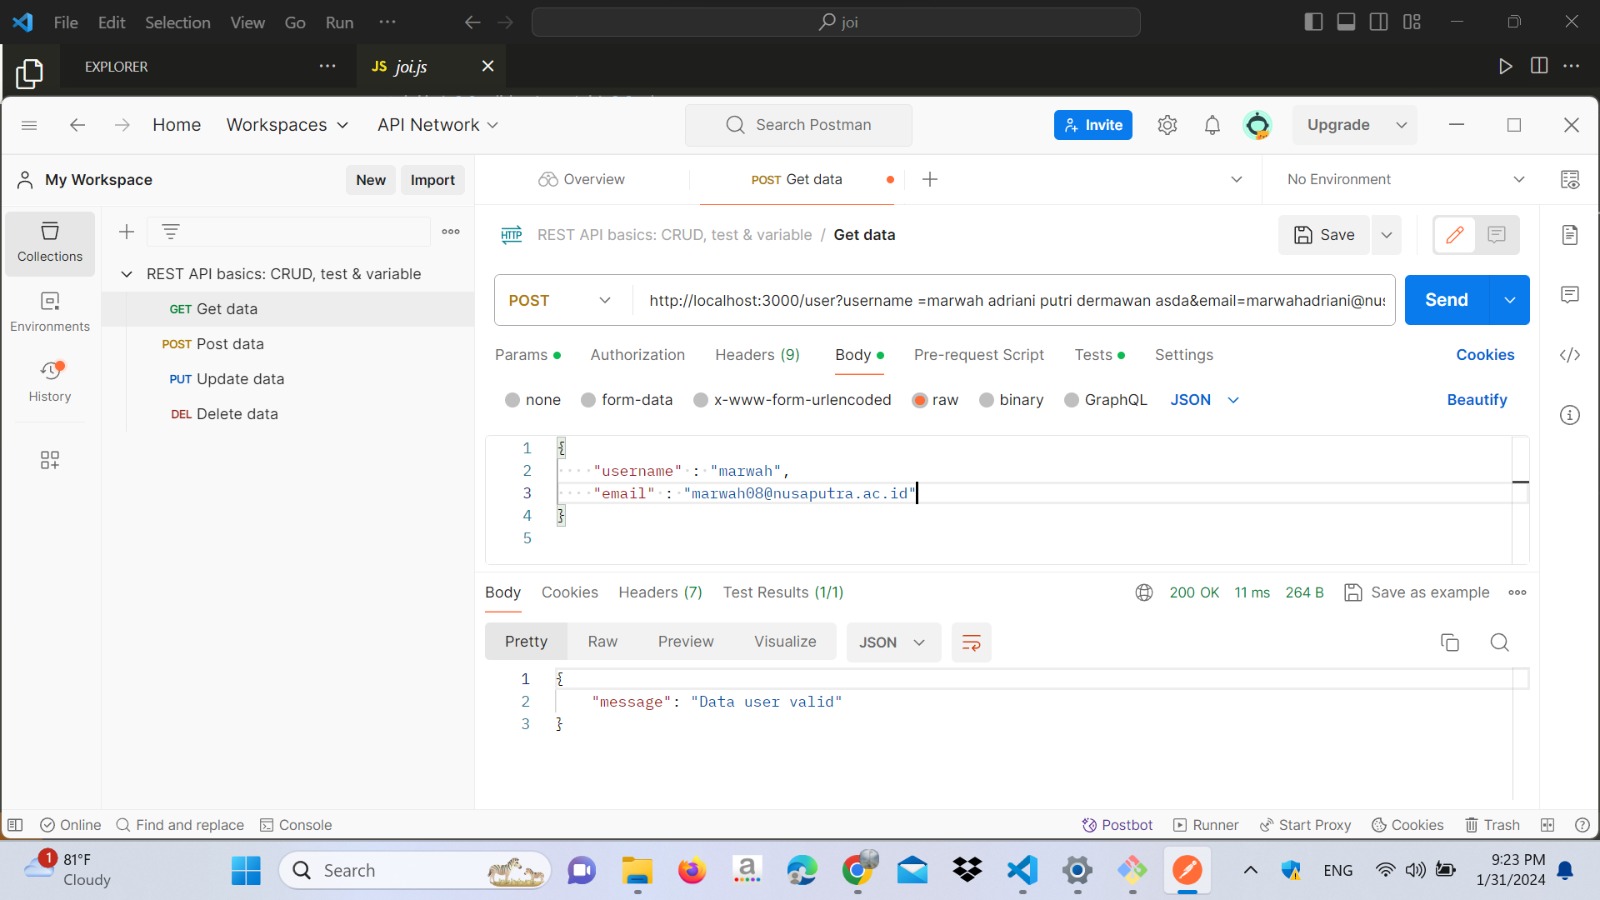 File Edit Selection View Go Run ··· joi
EXPLORER ··· JS joi.js
Home Workspaces API Network Search Postman Invite Upgrade
My Workspace New Import Overview POST Get data No Environment
Collections
Environments
History
REST API basics: CRUD, test & variable
GET Get data
POST Post data
PUT Update data
DEL Delete data
HTTP REST API basics: CRUD, test & variable / Get data Save
POST http://localhost:3000/user?username =marwah adriani putri dermawan asda&email=marwahadriani@nus Send
Params Authorization Headers (9) Body Pre-request Script Tests Settings Cookies
none form-data x-www-form-urlencoded raw binary GraphQL JSON Beautify
1 {
2 "username" : "marwah",
3 "email" : "marwah08@nusaputra.ac.id"
4 }
5
Body Cookies Headers (7) Test Results (1/1) 200 OK 11 ms 264 B Save as example
Pretty Raw Preview Visualize JSON
1 {
2 "message": "Data user valid"
3 }
Online Find and replace Console Postbot Runner Start Proxy Cookies Trash
1 81°F
Cloudy
Search
a
ENG
9:23 PM
1/31/2024